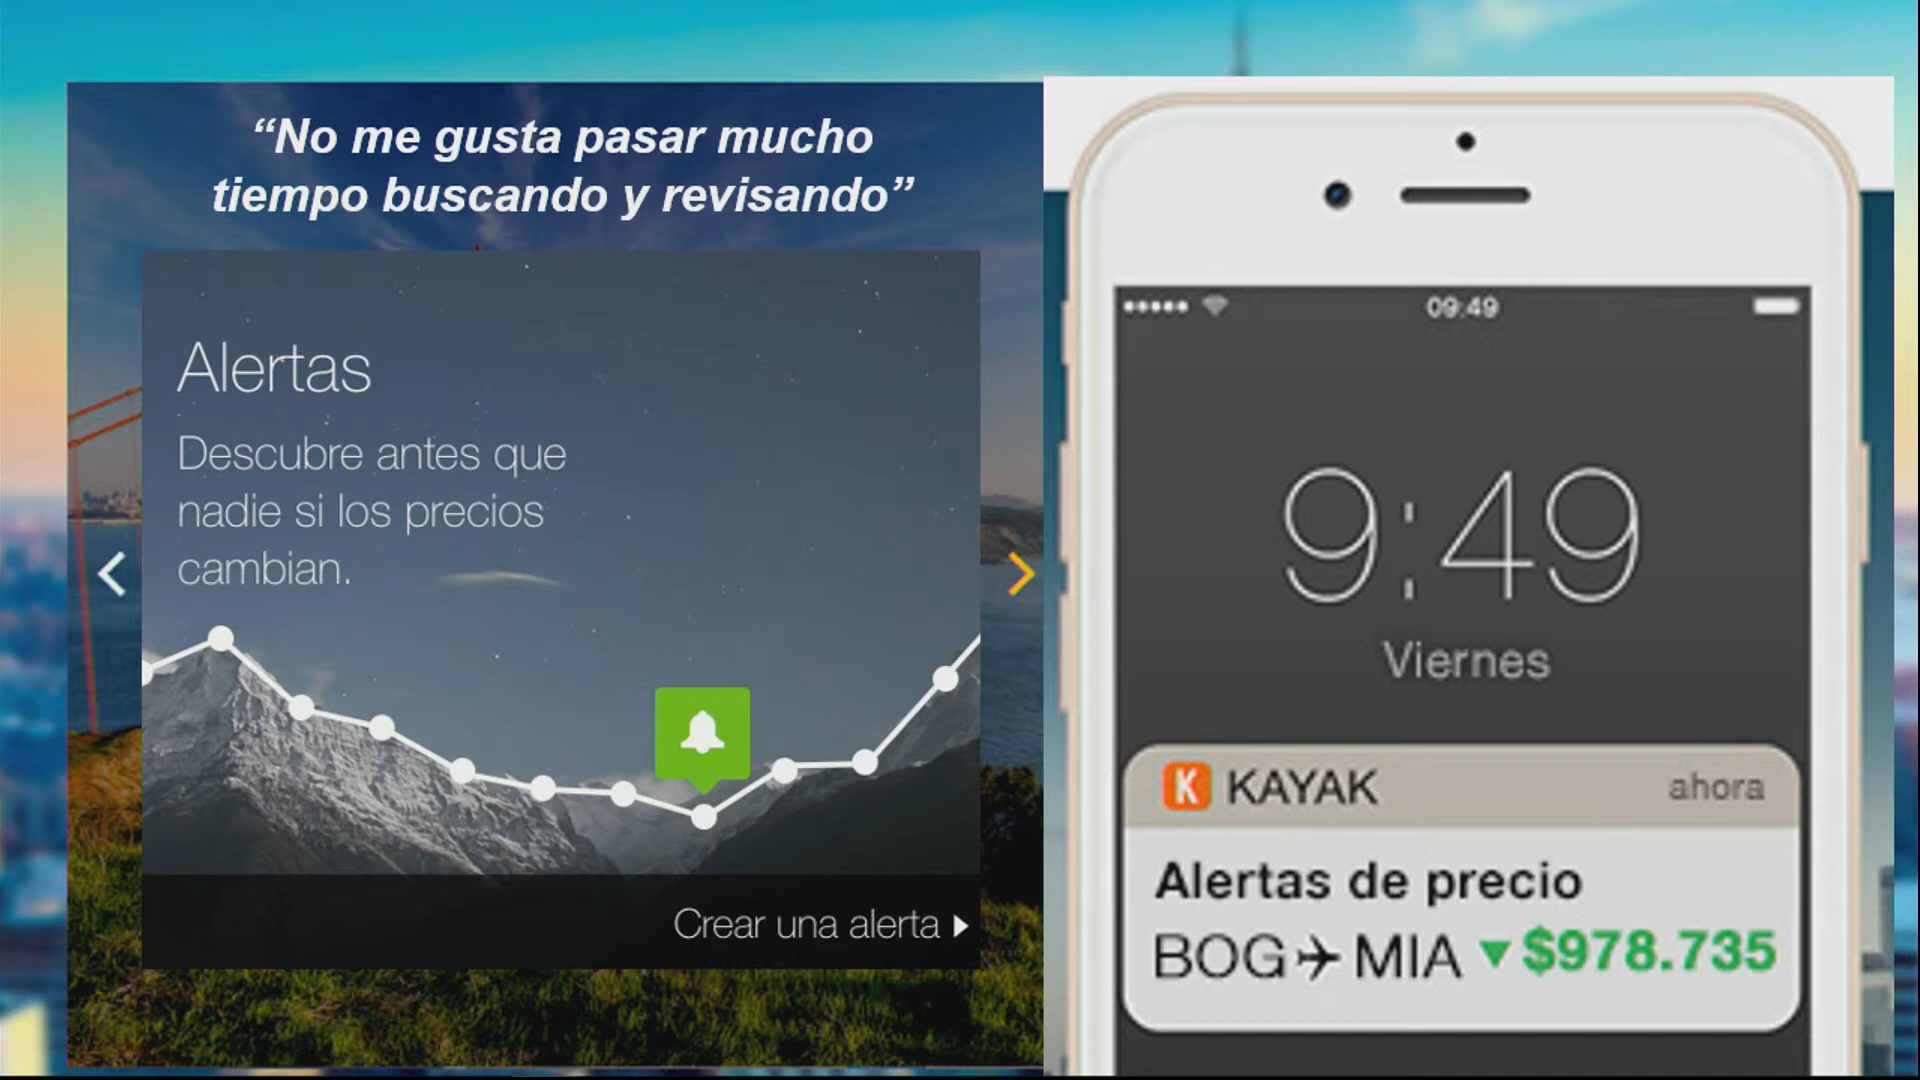 “No me gusta pasar mucho
tiempo buscando y revisando”
Alertas
Descubre antes que
nadie si los precios
cambian.
Crear una alerta
09:49
9:49
Viernes
K KAYAK ahora
Alertas de precio
BOG MIA $978.735